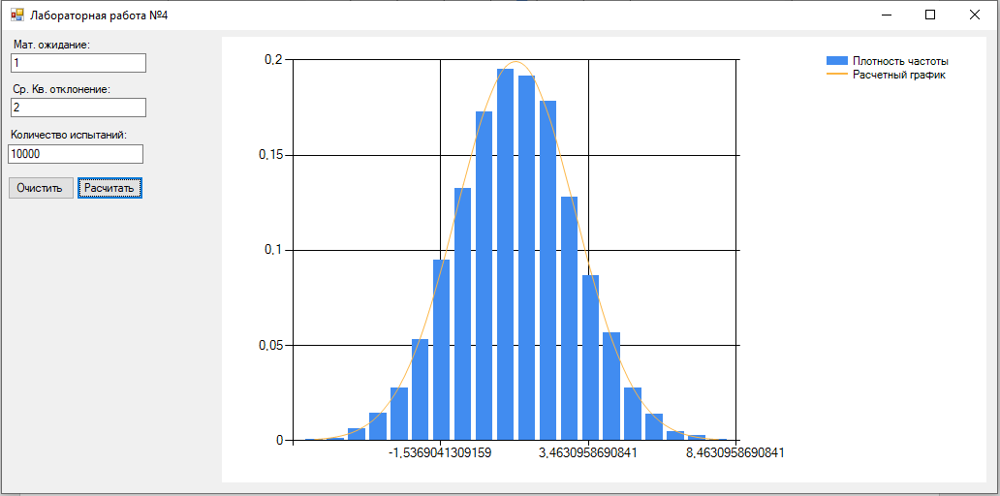 Лабораторная работа №4
Мат. ожидание:
1
Ср. Кв. отклонение:
2
Количество испытаний:
10000
Очистить
Расчитать
0,2
0,15
0,1
0,05
0
-1,5369041309159
3,4630958690841
8,4630958690841
Плотность частоты
Расчетный график